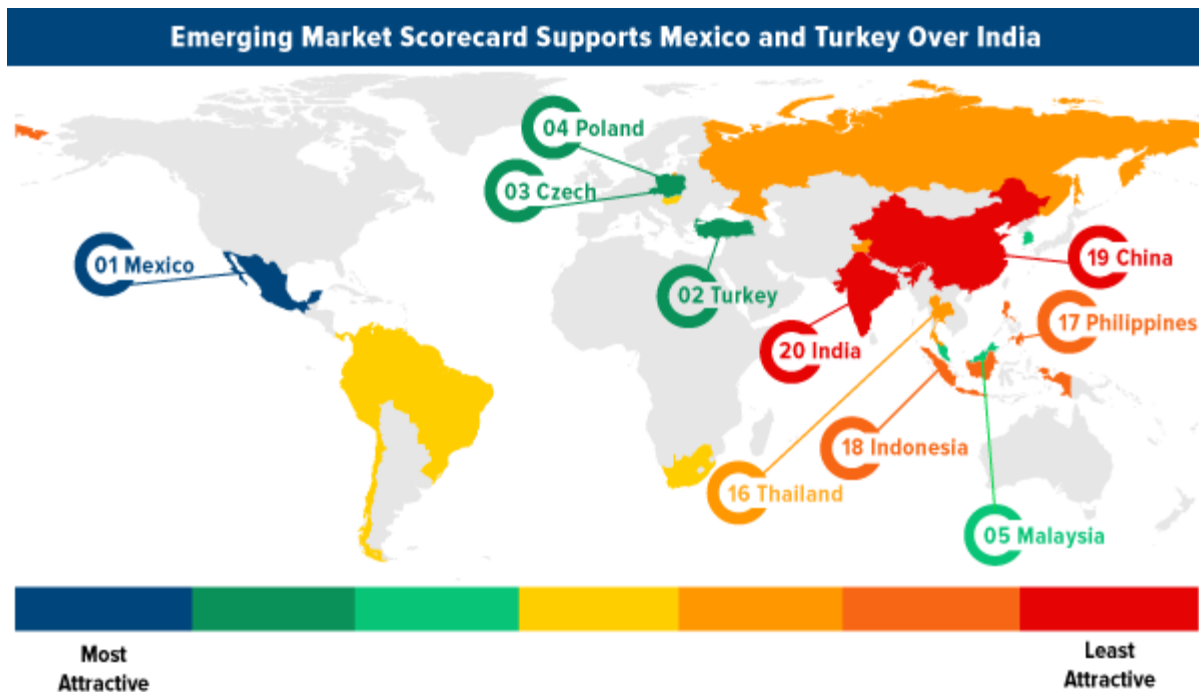 Emerging Market Scorecard Supports Mexico and Turkey Over India
04 Poland
03 Czech
01 Mexico
02 Turkey
19 China
17 Philippines
20 India
18 Indonesia
16 Thailand
05 Malaysia
Most
Attractive
Least
Attractive